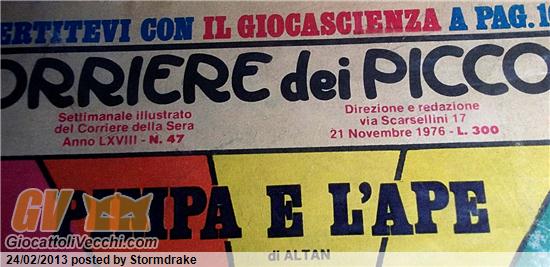 ERTITEVI CON IL GIOCASCIENZA A PAG.1
ORRIERE dei PICCO
Settimanale illustrato
del Corriere della Sera
Anno LXVIII - N. 47
Direzione e redazione
via Scarsellini 17
21 Novembre 1976 - L. 300
PIMPA E L'APE
di ALTAN
GV
GiocattoliVecchi.com
24/02/2013 posted by Stormdrake